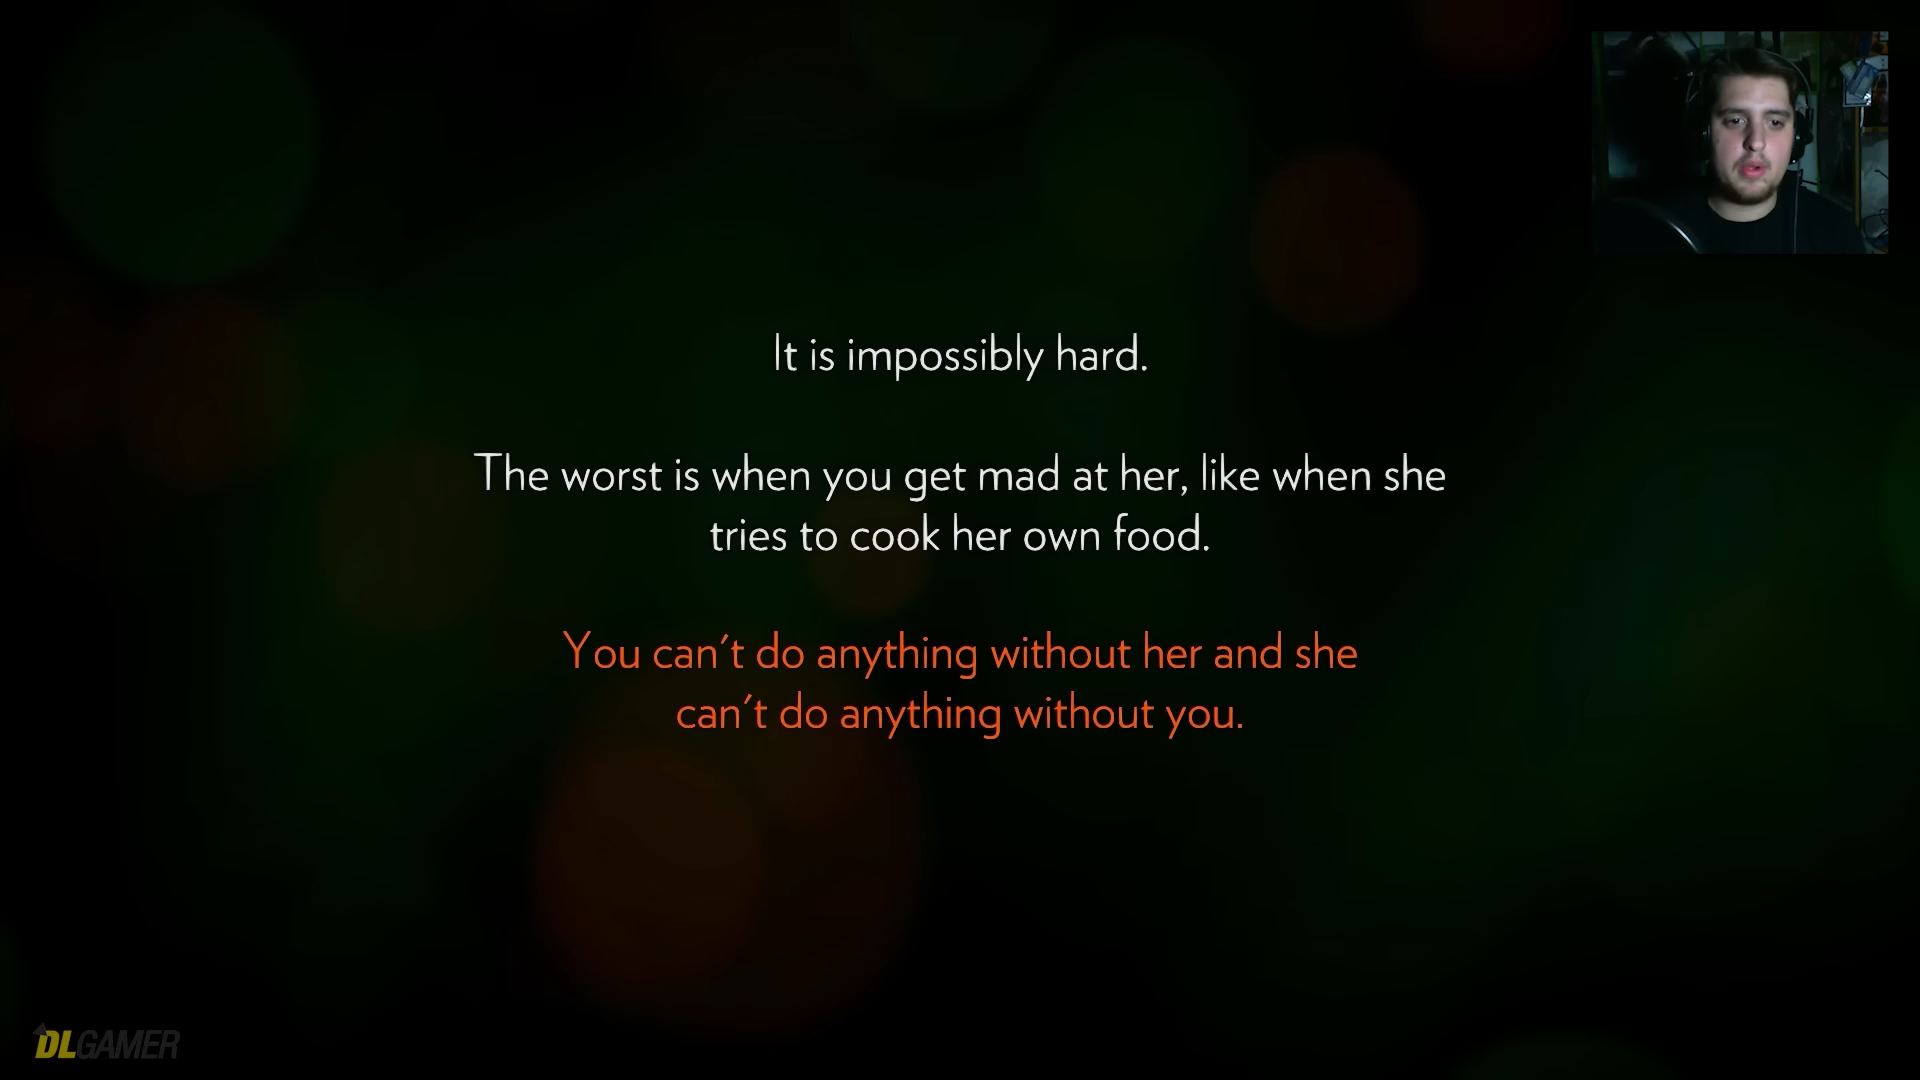 It is impossibly hard.
The worst is when you get mad at her, like when she
tries to cook her own food.
You can't do anything without her and she
can't do anything without you.
DLGAMER